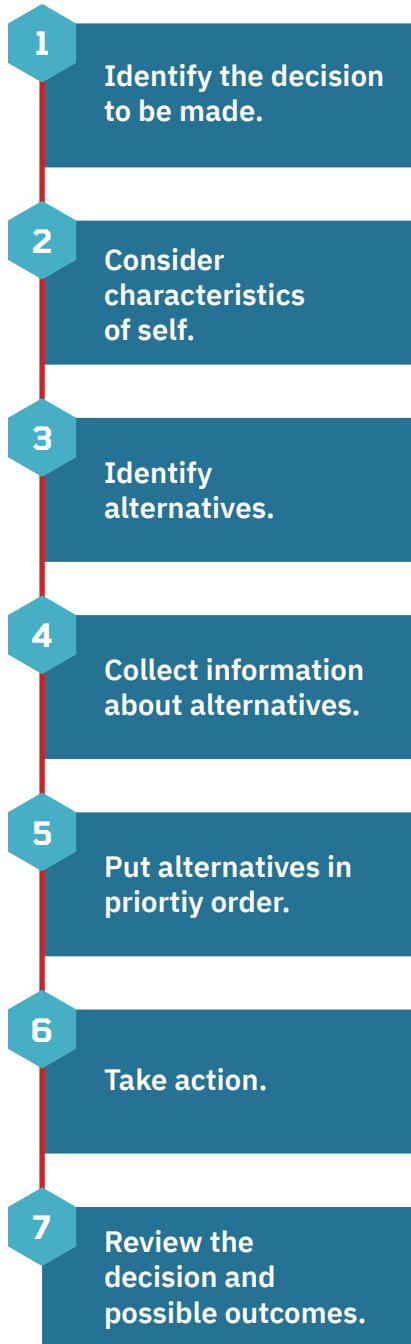 1
Identify the decision
to be made.
2
Consider
characteristics
of self.
3
Identify
alternatives.
4
Collect information
about alternatives.
5
Put alternatives in
priortiy order.
6
Take action.
7
Review the
decision and
possible outcomes.